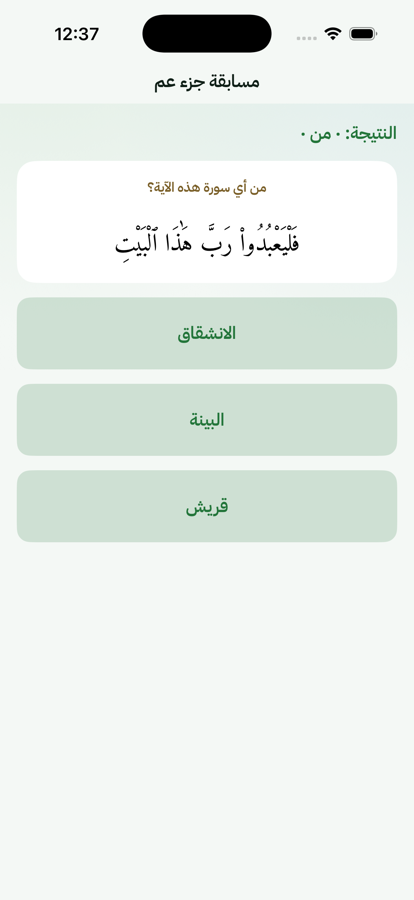 12:37
مسابقة جزء عم
النتيجة: ٠ من ٠
من أي سورة هذه الآية؟
فَلْيَعْبُدُوا۟ رَبَّ هَٰذَا ٱلْبَيْتِ
الانشقاق
البينة
قريش